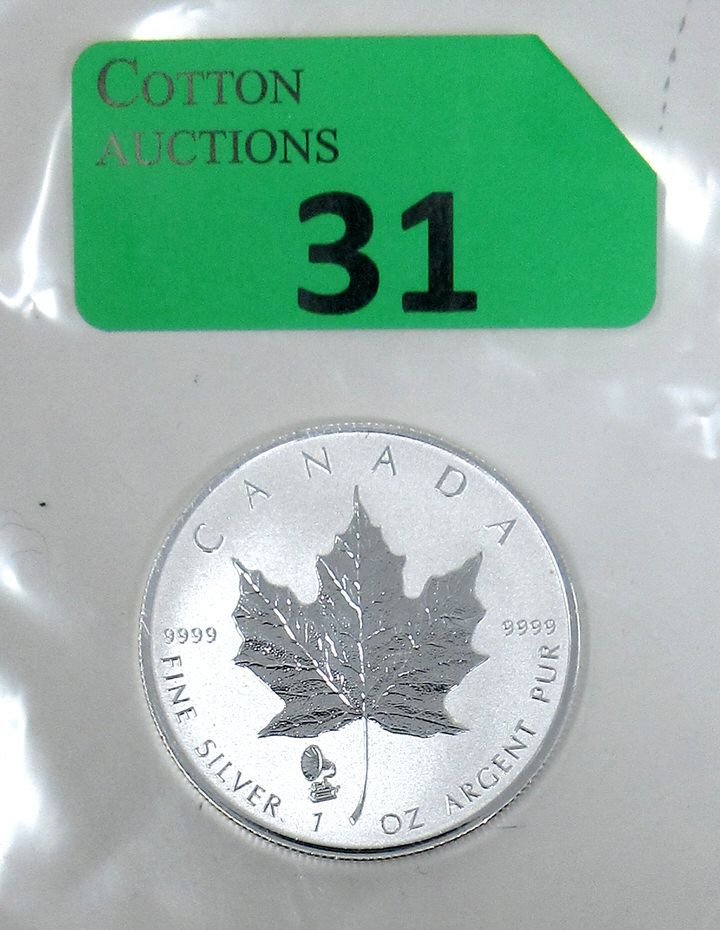 COTTON
AUCTIONS
31
CANADA
9999 9999
FINE SILVER 1 OZ ARGENT PUR